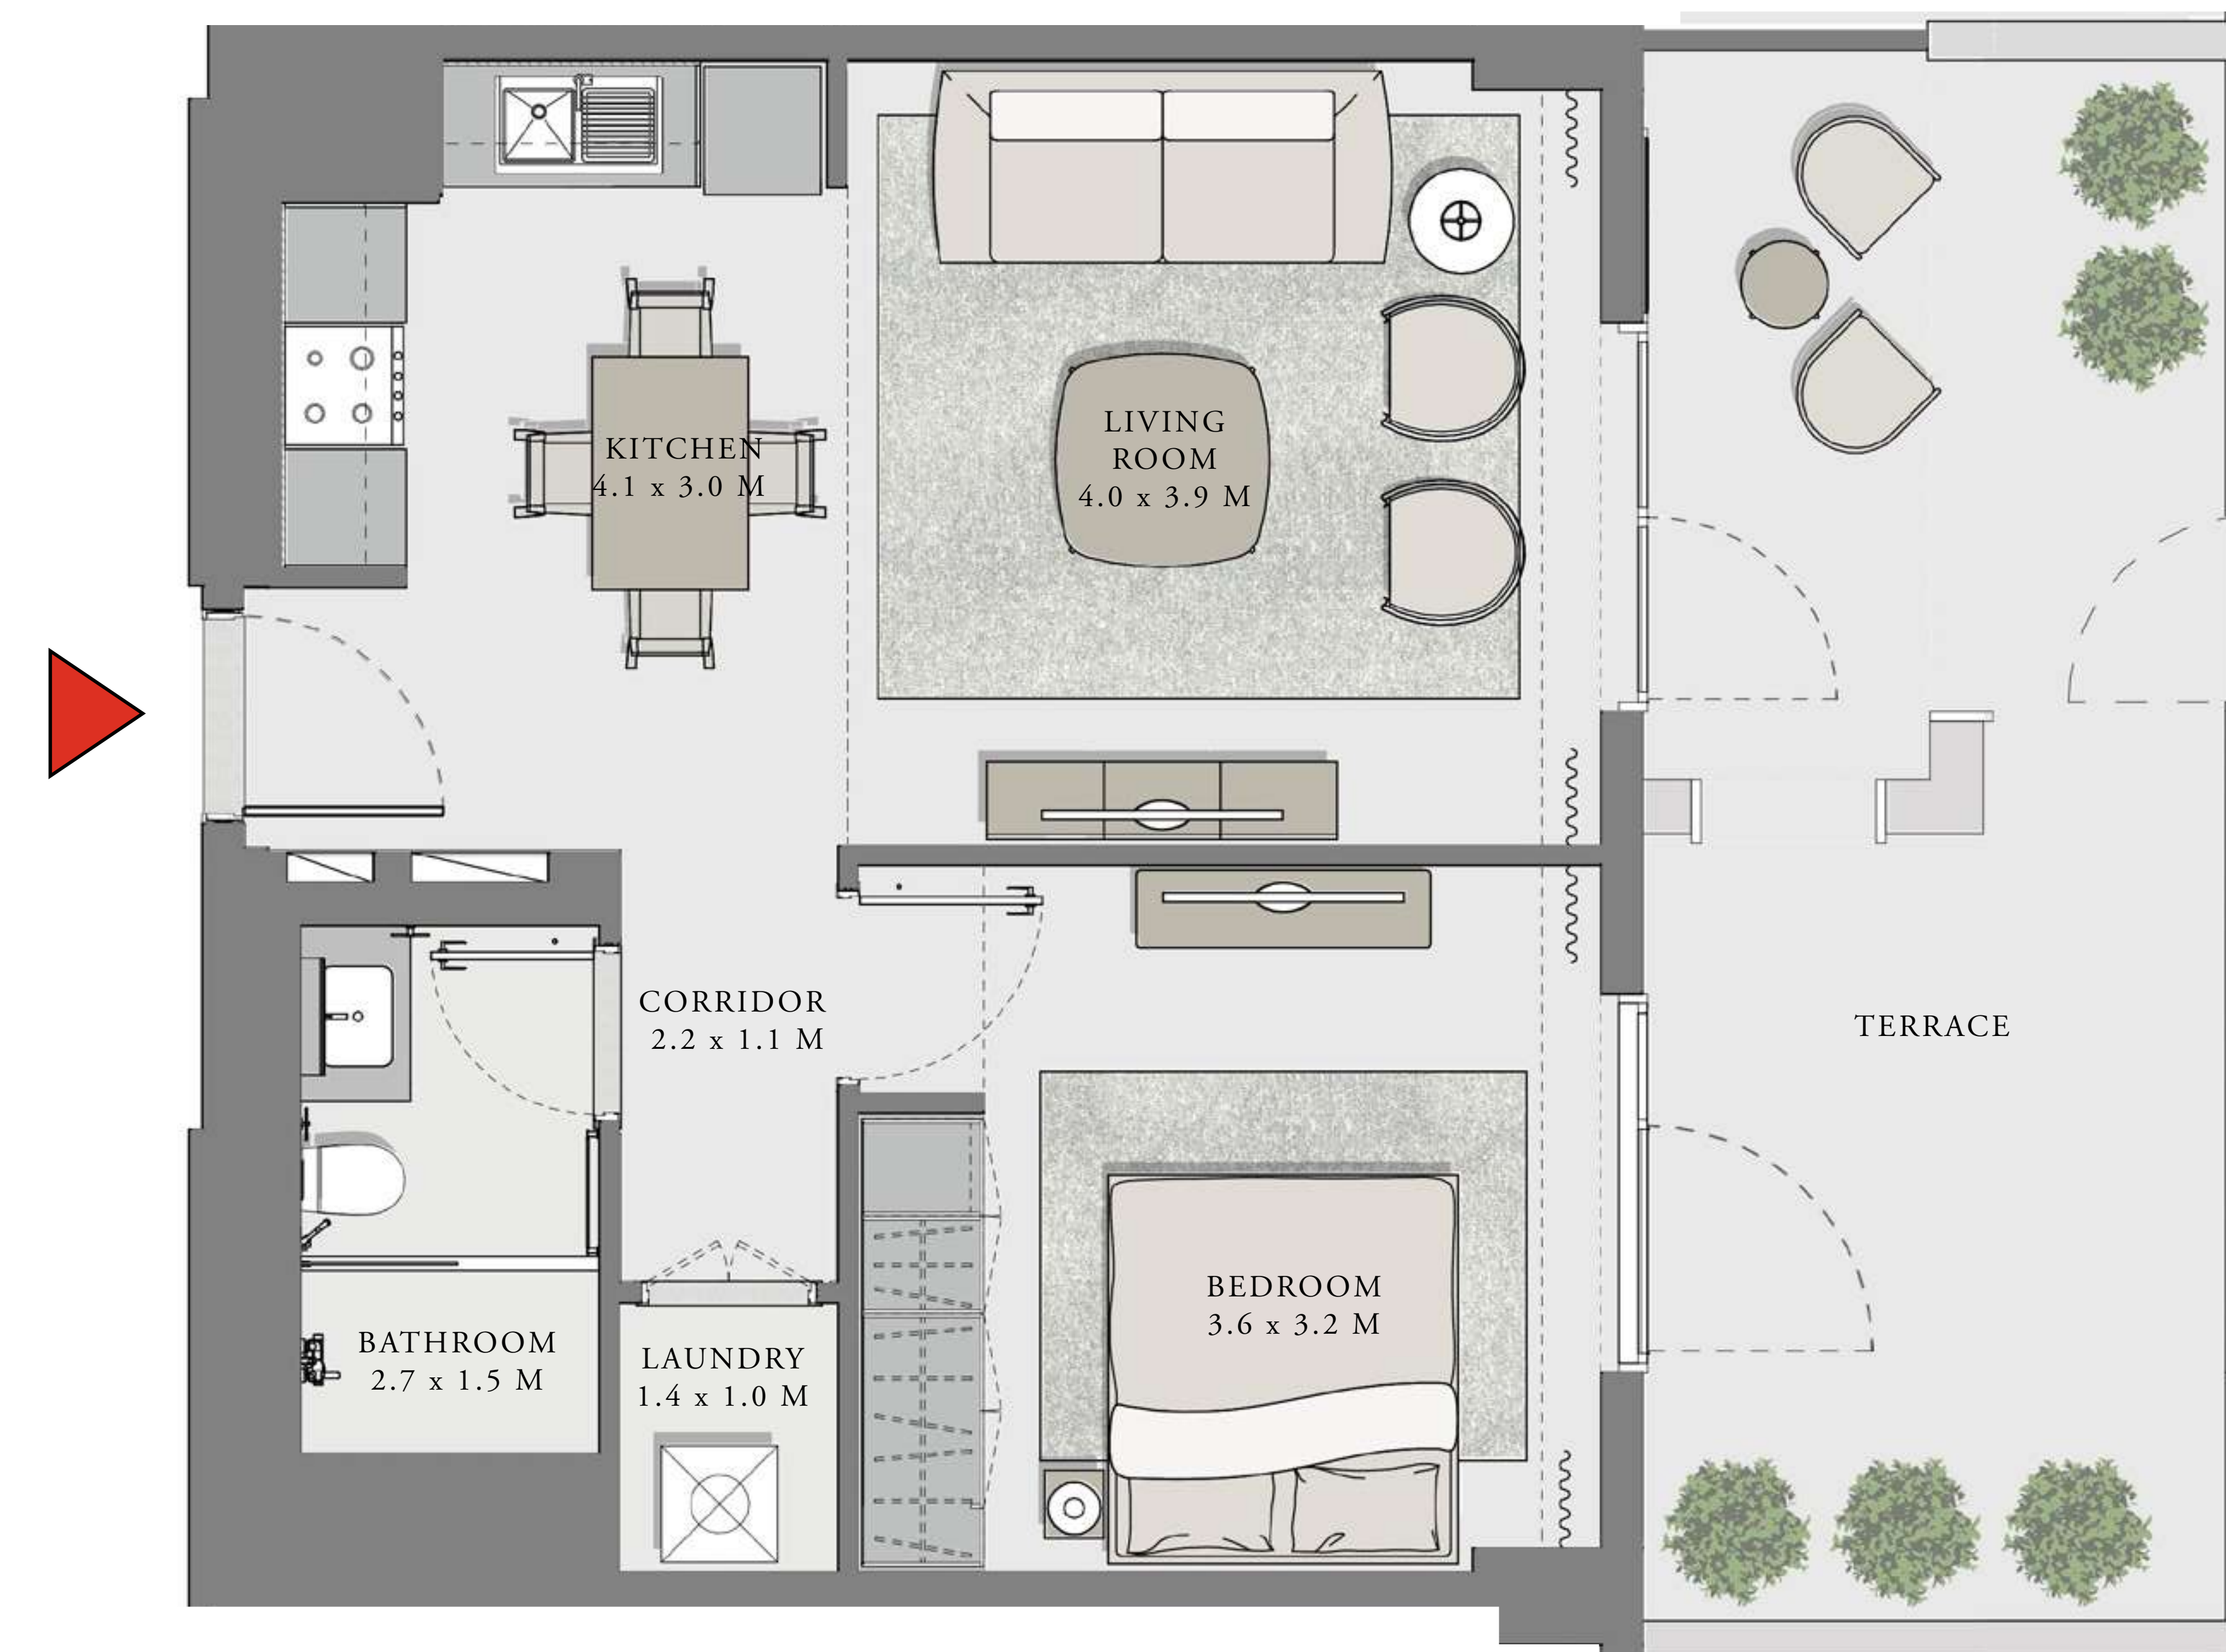 KITCHEN
4.1 x 3.0 M
LIVING
ROOM
4.0 x 3.9 M
CORRIDOR
2.2 x 1.1 M
TERRACE
BEDROOM
3.6 x 3.2 M
BATHROOM
2.7 x 1.5 M
LAUNDRY
1.4 x 1.0 M